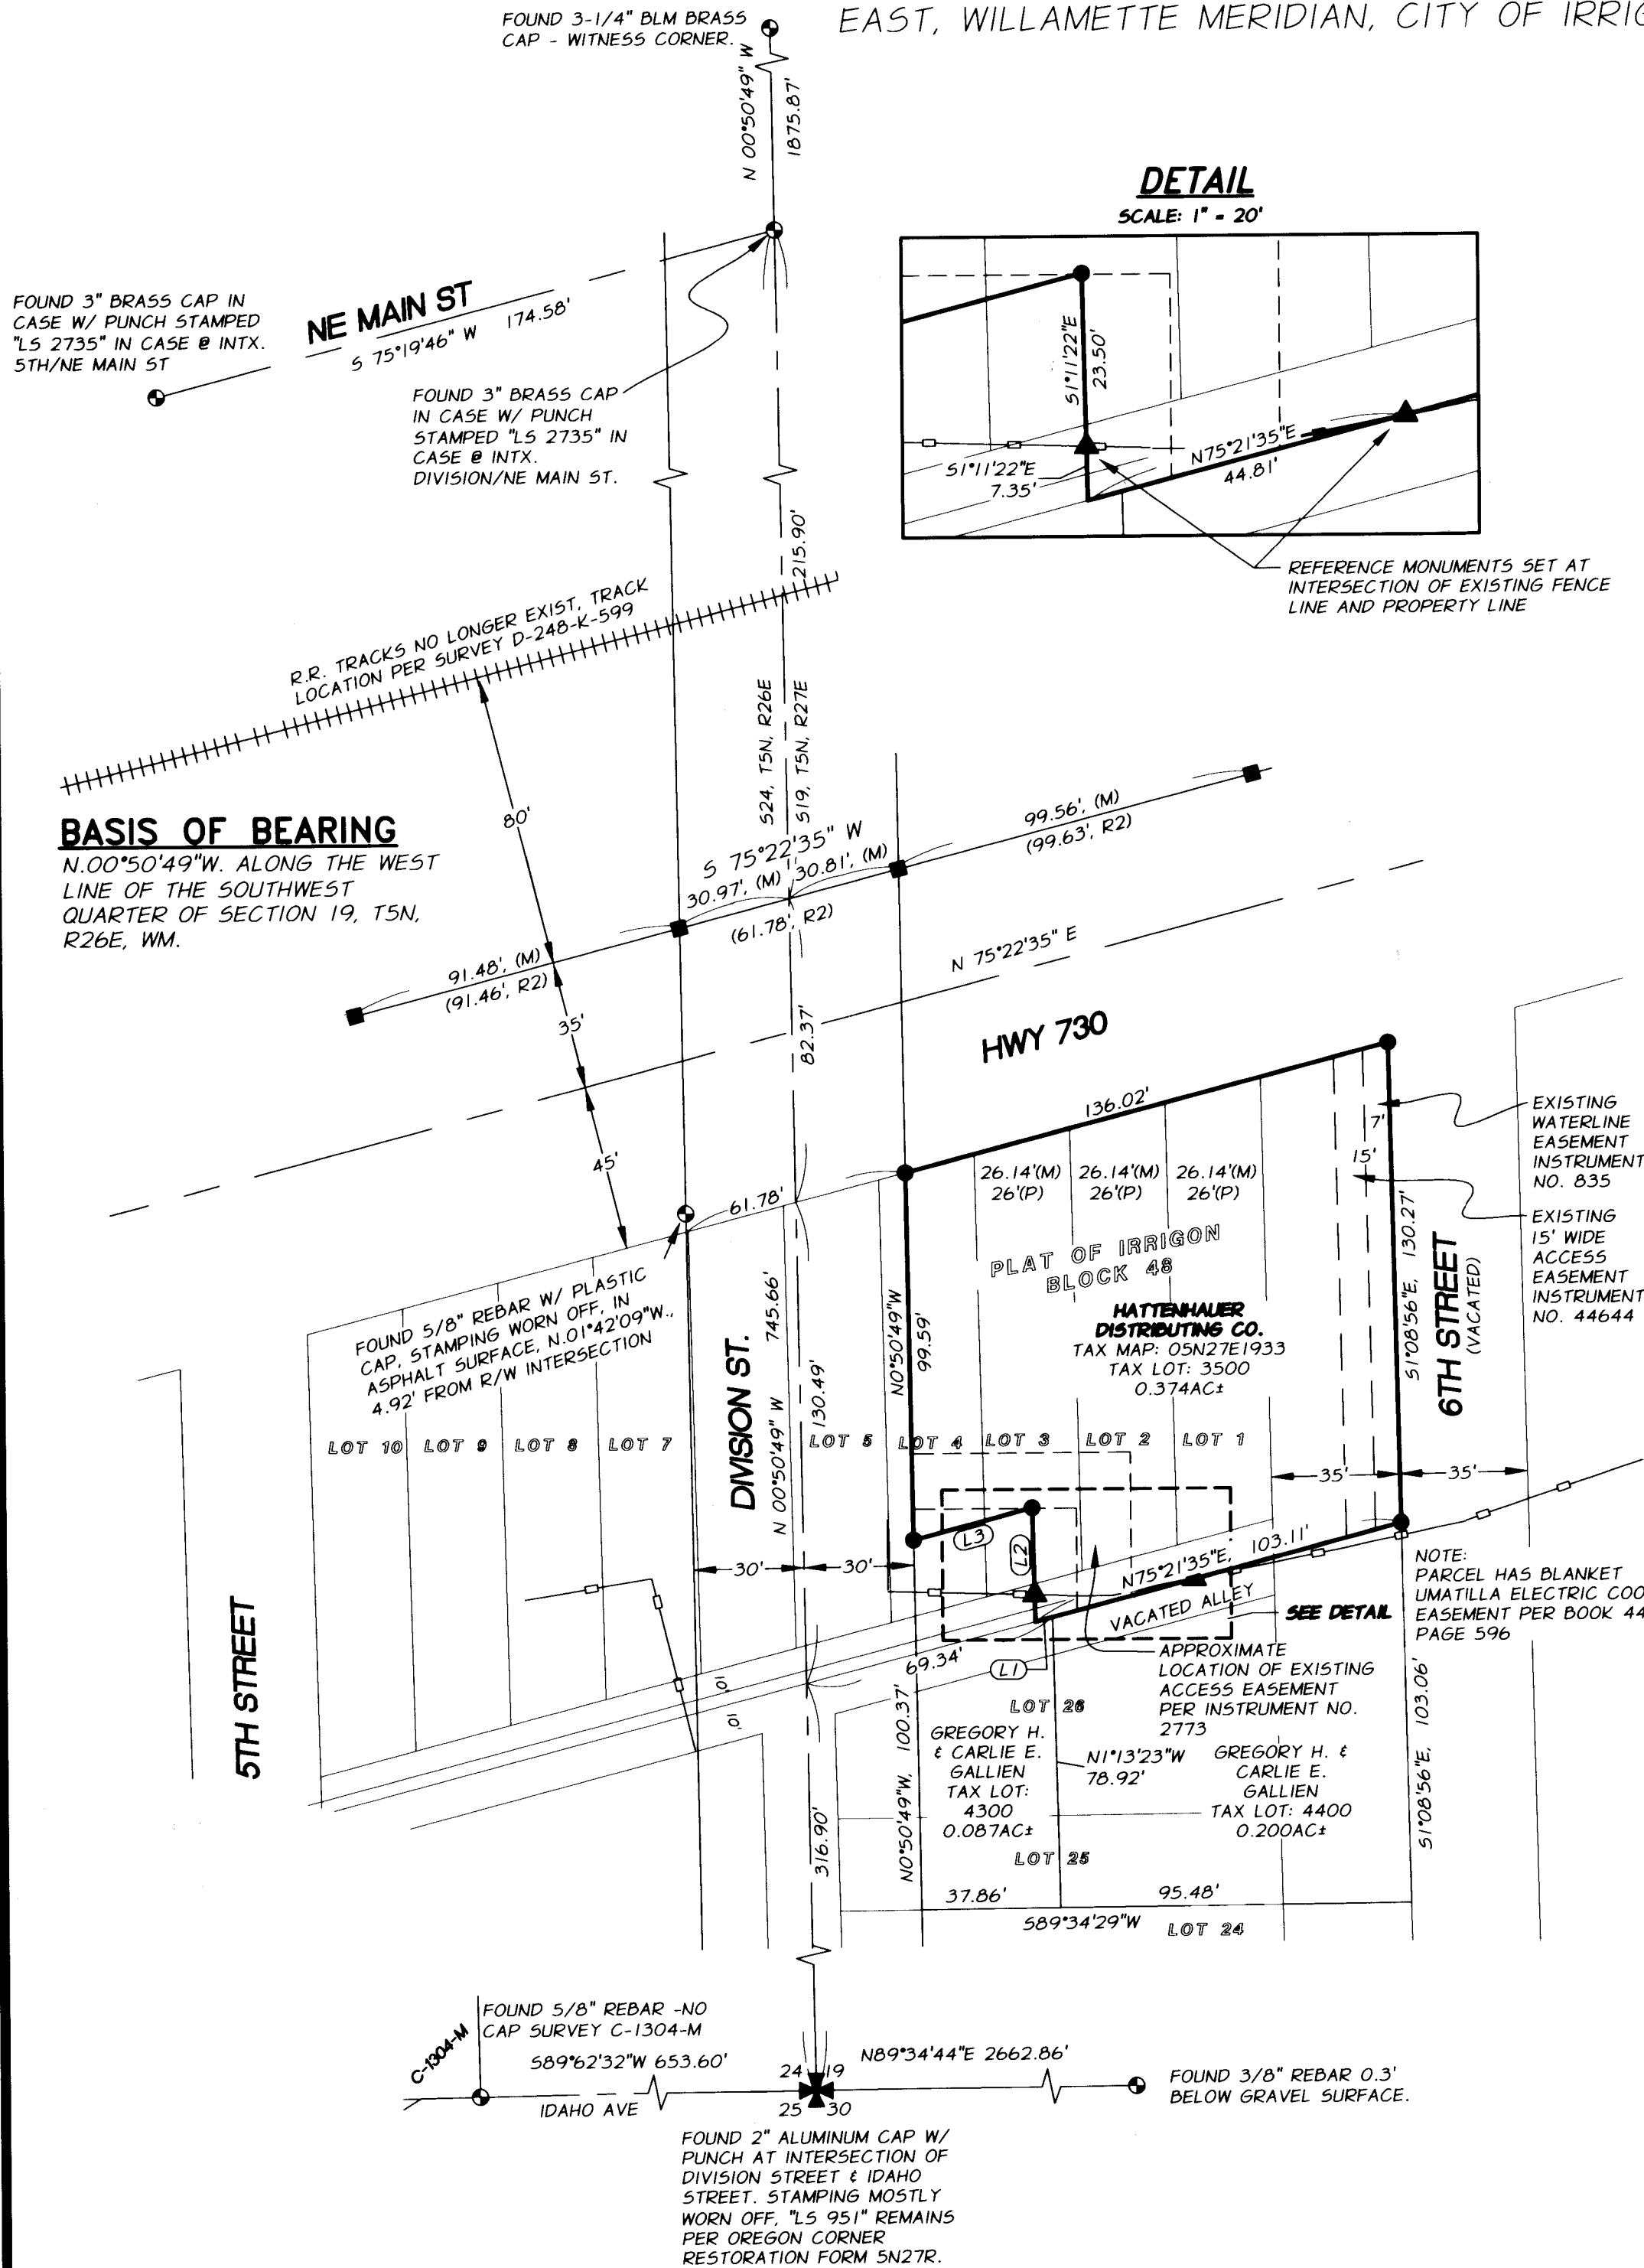 EAST, WILLAMETTE MERIDIAN, CITY OF
FOUND 3-1/4" BLM BRASS
CAP - WITNESS CORNER.
N 00°50'49" W
1875.87'
DETAIL
SCALE: 1" = 20'
S1°11'22"E
23.50'
S1°11'22"E
7.35'
N75°21'35"E
44.81'
REFERENCE MONUMENTS SET AT
INTERSECTION OF EXISTING FENCE
LINE AND PROPERTY LINE
FOUND 3" BRASS CAP IN
CASE W/ PUNCH STAMPED
"LS 2735" IN CASE @ INTX.
5TH/NE MAIN ST
NE MAIN ST
S 75°19'46" W 174.58'
FOUND 3" BRASS CAP
IN CASE W/ PUNCH
STAMPED "LS 2735" IN
CASE @ INTX.
DIVISION/NE MAIN ST.
215.90'
R.R. TRACKS NO LONGER EXIST, TRACK
LOCATION PER SURVEY D-248-K-599
S24, T5N, R26E
S19, T5N, R27E
80'
BASIS OF BEARING
N.00°50'49"W. ALONG THE WEST
LINE OF THE SOUTHWEST
QUARTER OF SECTION 19, T5N,
R26E, WM.
S 75°22'35" W
30.97', (M)
30.81', (M)
(61.78', R2)
99.56', (M)
(99.63', R2)
91.48', (M)
(91.46', R2)
35'
N 75°22'35" E
82.37'
HWY 730
45'
61.78'
136.02'
26.14'(M)
26'(P)
26.14'(M)
26'(P)
26.14'(M)
26'(P)
7'
15'
EXISTING
WATERLINE
EASEMENT
INSTRUMENT
NO. 835
EXISTING
15' WIDE
ACCESS
EASEMENT
INSTRUMENT
NO. 44644
FOUND 5/8" REBAR W/ PLASTIC
CAP, STAMPING WORN OFF, IN
ASPHALT SURFACE, N.01°42'09"W.,
4.92' FROM R/W INTERSECTION
PLAT OF IRRIGON
BLOCK 48
HATTENHAUER
DISTRIBUTING CO.
TAX MAP: 05N27E1933
TAX LOT: 3500
0.374AC±
N0°50'49"W
99.59'
S1°08'56"E, 130.27'
6TH STREET
(VACATED)
DIVISION ST.
N 00°50'49" W 745.66'
130.49'
LOT 10
LOT 9
LOT 8
LOT 7
LOT 5
LOT 4
LOT 3
LOT 2
LOT 1
35'
35'
30'
30'
L3
L2
N75°21'35"E, 103.11'
VACATED ALLEY
SEE DETAIL
NOTE:
PARCEL HAS BLANKET
UMATILLA ELECTRIC
EASEMENT PER BOOK
PAGE 596
5TH STREET
10'
10'
69.34'
L1
APPROXIMATE
LOCATION OF EXISTING
ACCESS EASEMENT
PER INSTRUMENT NO.
2773
LOT 26
GREGORY H.
& CARLIE E.
GALLIEN
TAX LOT:
4300
0.087AC±
N1°13'23"W
78.92'
GREGORY H. &
CARLIE E.
GALLIEN
TAX LOT: 4400
0.200AC±
N0°50'49"W, 100.37'
S1°08'56"E, 103.06'
316.90'
LOT 25
37.86'
95.48'
S89°34'29"W
LOT 24
C-1304-M
FOUND 5/8" REBAR -NO
CAP SURVEY C-1304-M
S89°62'32"W 653.60'
IDAHO AVE
24 19
25 30
N89°34'44"E 2662.86'
FOUND 3/8" REBAR 0.3'
BELOW GRAVEL SURFACE.
FOUND 2" ALUMINUM CAP W/
PUNCH AT INTERSECTION OF
DIVISION STREET & IDAHO
STREET. STAMPING MOSTLY
WORN OFF, "LS 951" REMAINS
PER OREGON CORNER
RESTORATION FORM 5N27R.